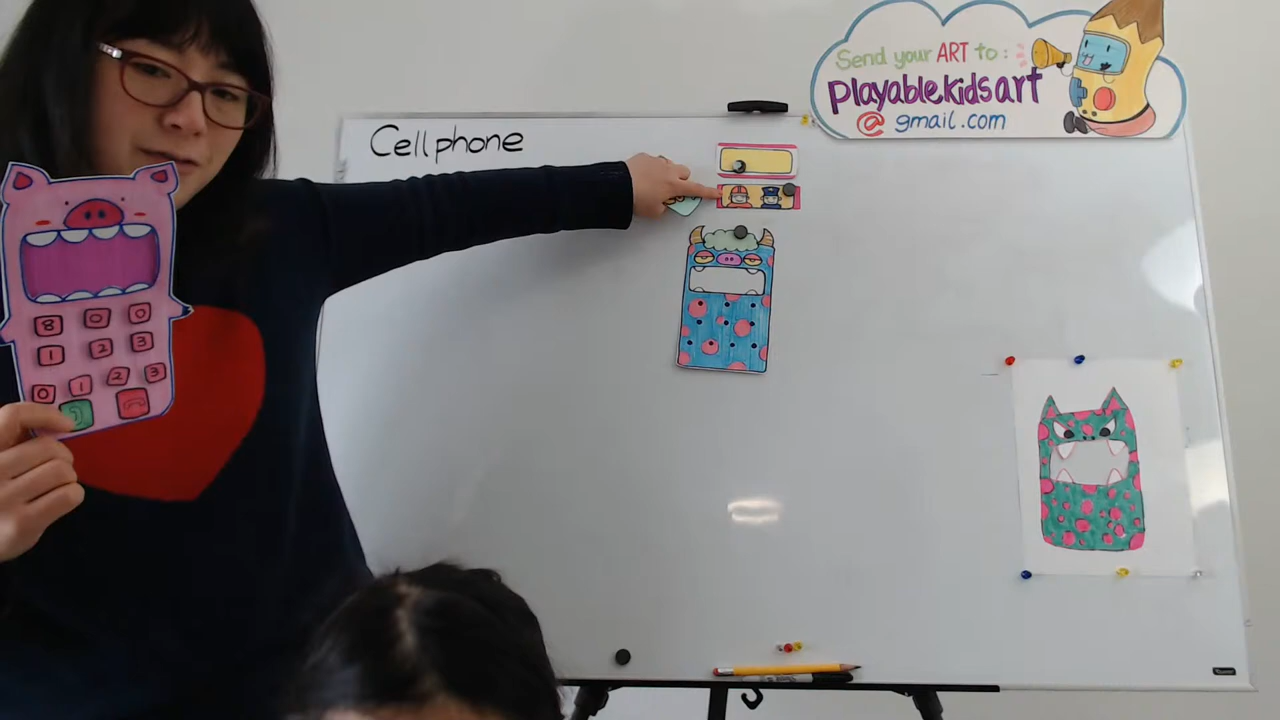 Send your ART to:
playablekidsart
@gmail.com
Cellphone
8 0 0
1 2 3
0 1 2 3